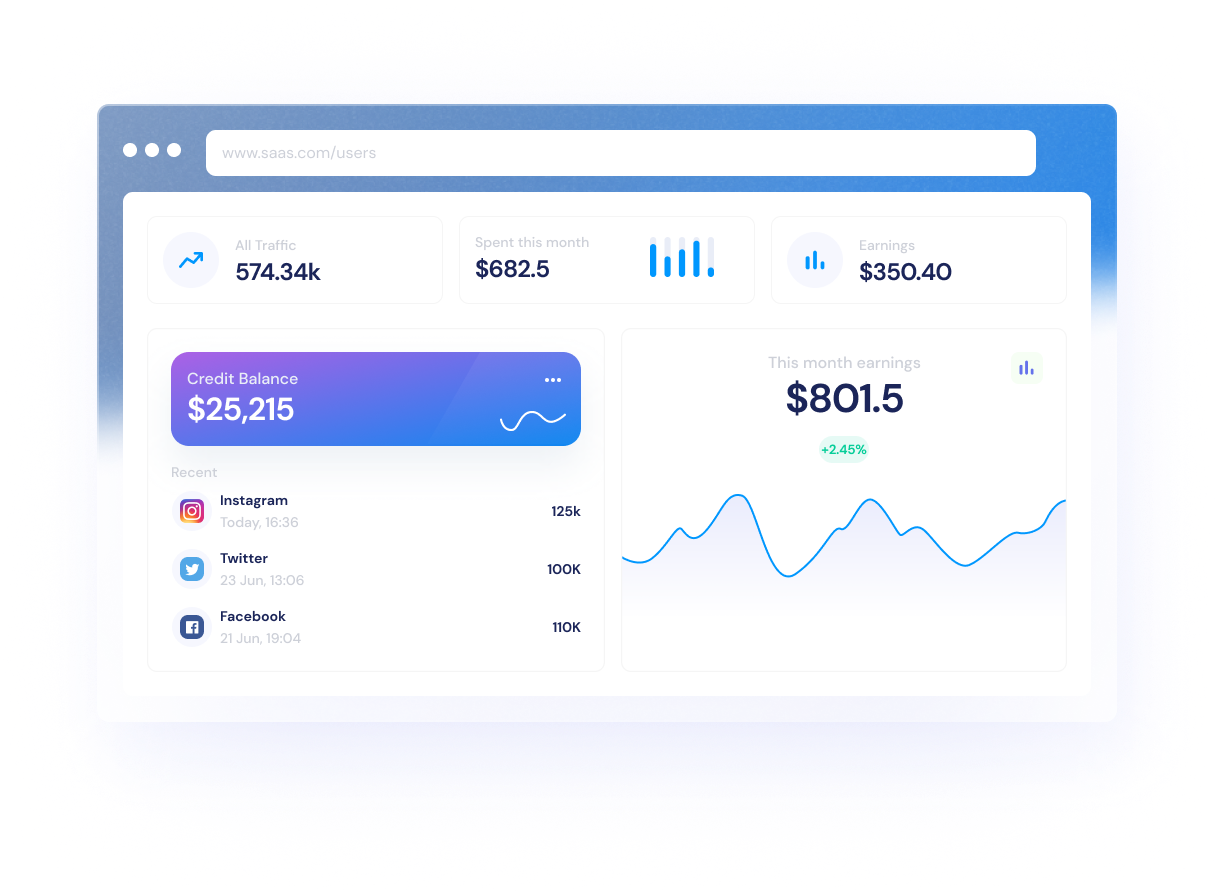 www.saas.com/users
All Traffic
574.34k
Spent this month
$682.5
Earnings
$350.40
Credit Balance
$25,215
Recent
Instagram
Today, 16:36
125k
Twitter
23 Jun, 13:06
100K
Facebook
21 Jun, 19:04
110K
This month earnings
$801.5
+2.45%